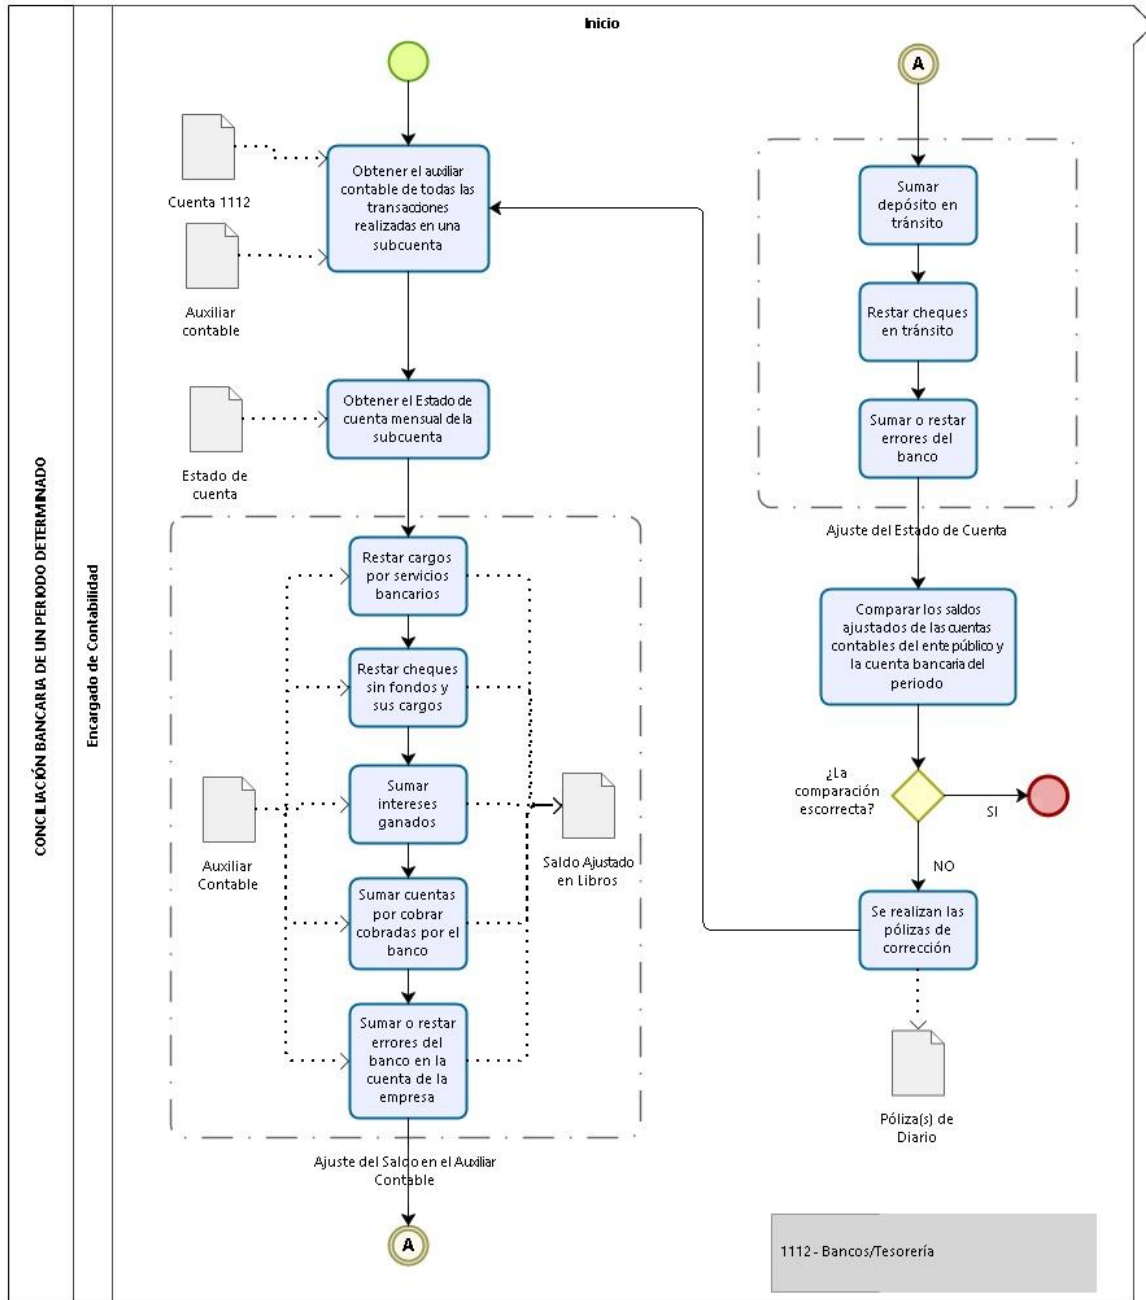 Inicio
CONCILIACIÓN BANCARIA DE UN PERIODO DETERMINADO
Encargado de Contabilidad
Cuenta 1112
Auxiliar
contable
Obtener el auxiliar
contable de todas las
transacciones
realizadas en una
subcuenta
Estado de
cuenta
Obtener el Estado de
cuenta mensual de la
subcuenta
Restar cargos
por servicios
bancarios
Restar cheques
sin fondos y
sus cargos
Sumar
intereses
ganados
Auxiliar
Contable
Saldo Ajustado
en Libros
Sumar cuentas
por cobrar
cobradas por el
banco
Sumar o restar
errores del
banco en la
cuenta de la
empresa
Ajuste del Saldo en el Auxiliar
Contable
A
A
Sumar
depósito en
tránsito
Restar cheques
en tránsito
Sumar o restar
errores del
banco
Ajuste del Estado de Cuenta
Comparar los saldos
ajustados de las cuentas
contables del ente público y
la cuenta bancaria del
periodo
¿La
comparación
escorrecta?
SI
NO
Se realizan las
pólizas de
corrección
Póliza(s) de
Diario
1112 - Bancos/Tesorería